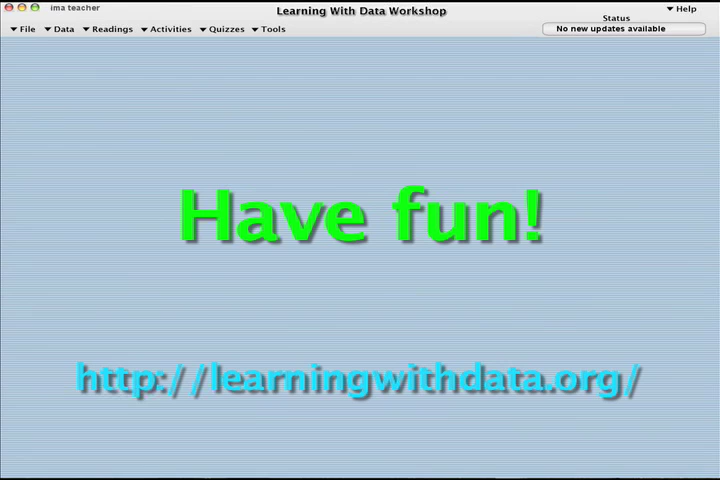 ima teacher
Learning With Data Workshop
Help
Status
File Data Readings Activities Quizzes Tools
No new updates available
Have fun!
http://learningwithdata.org/